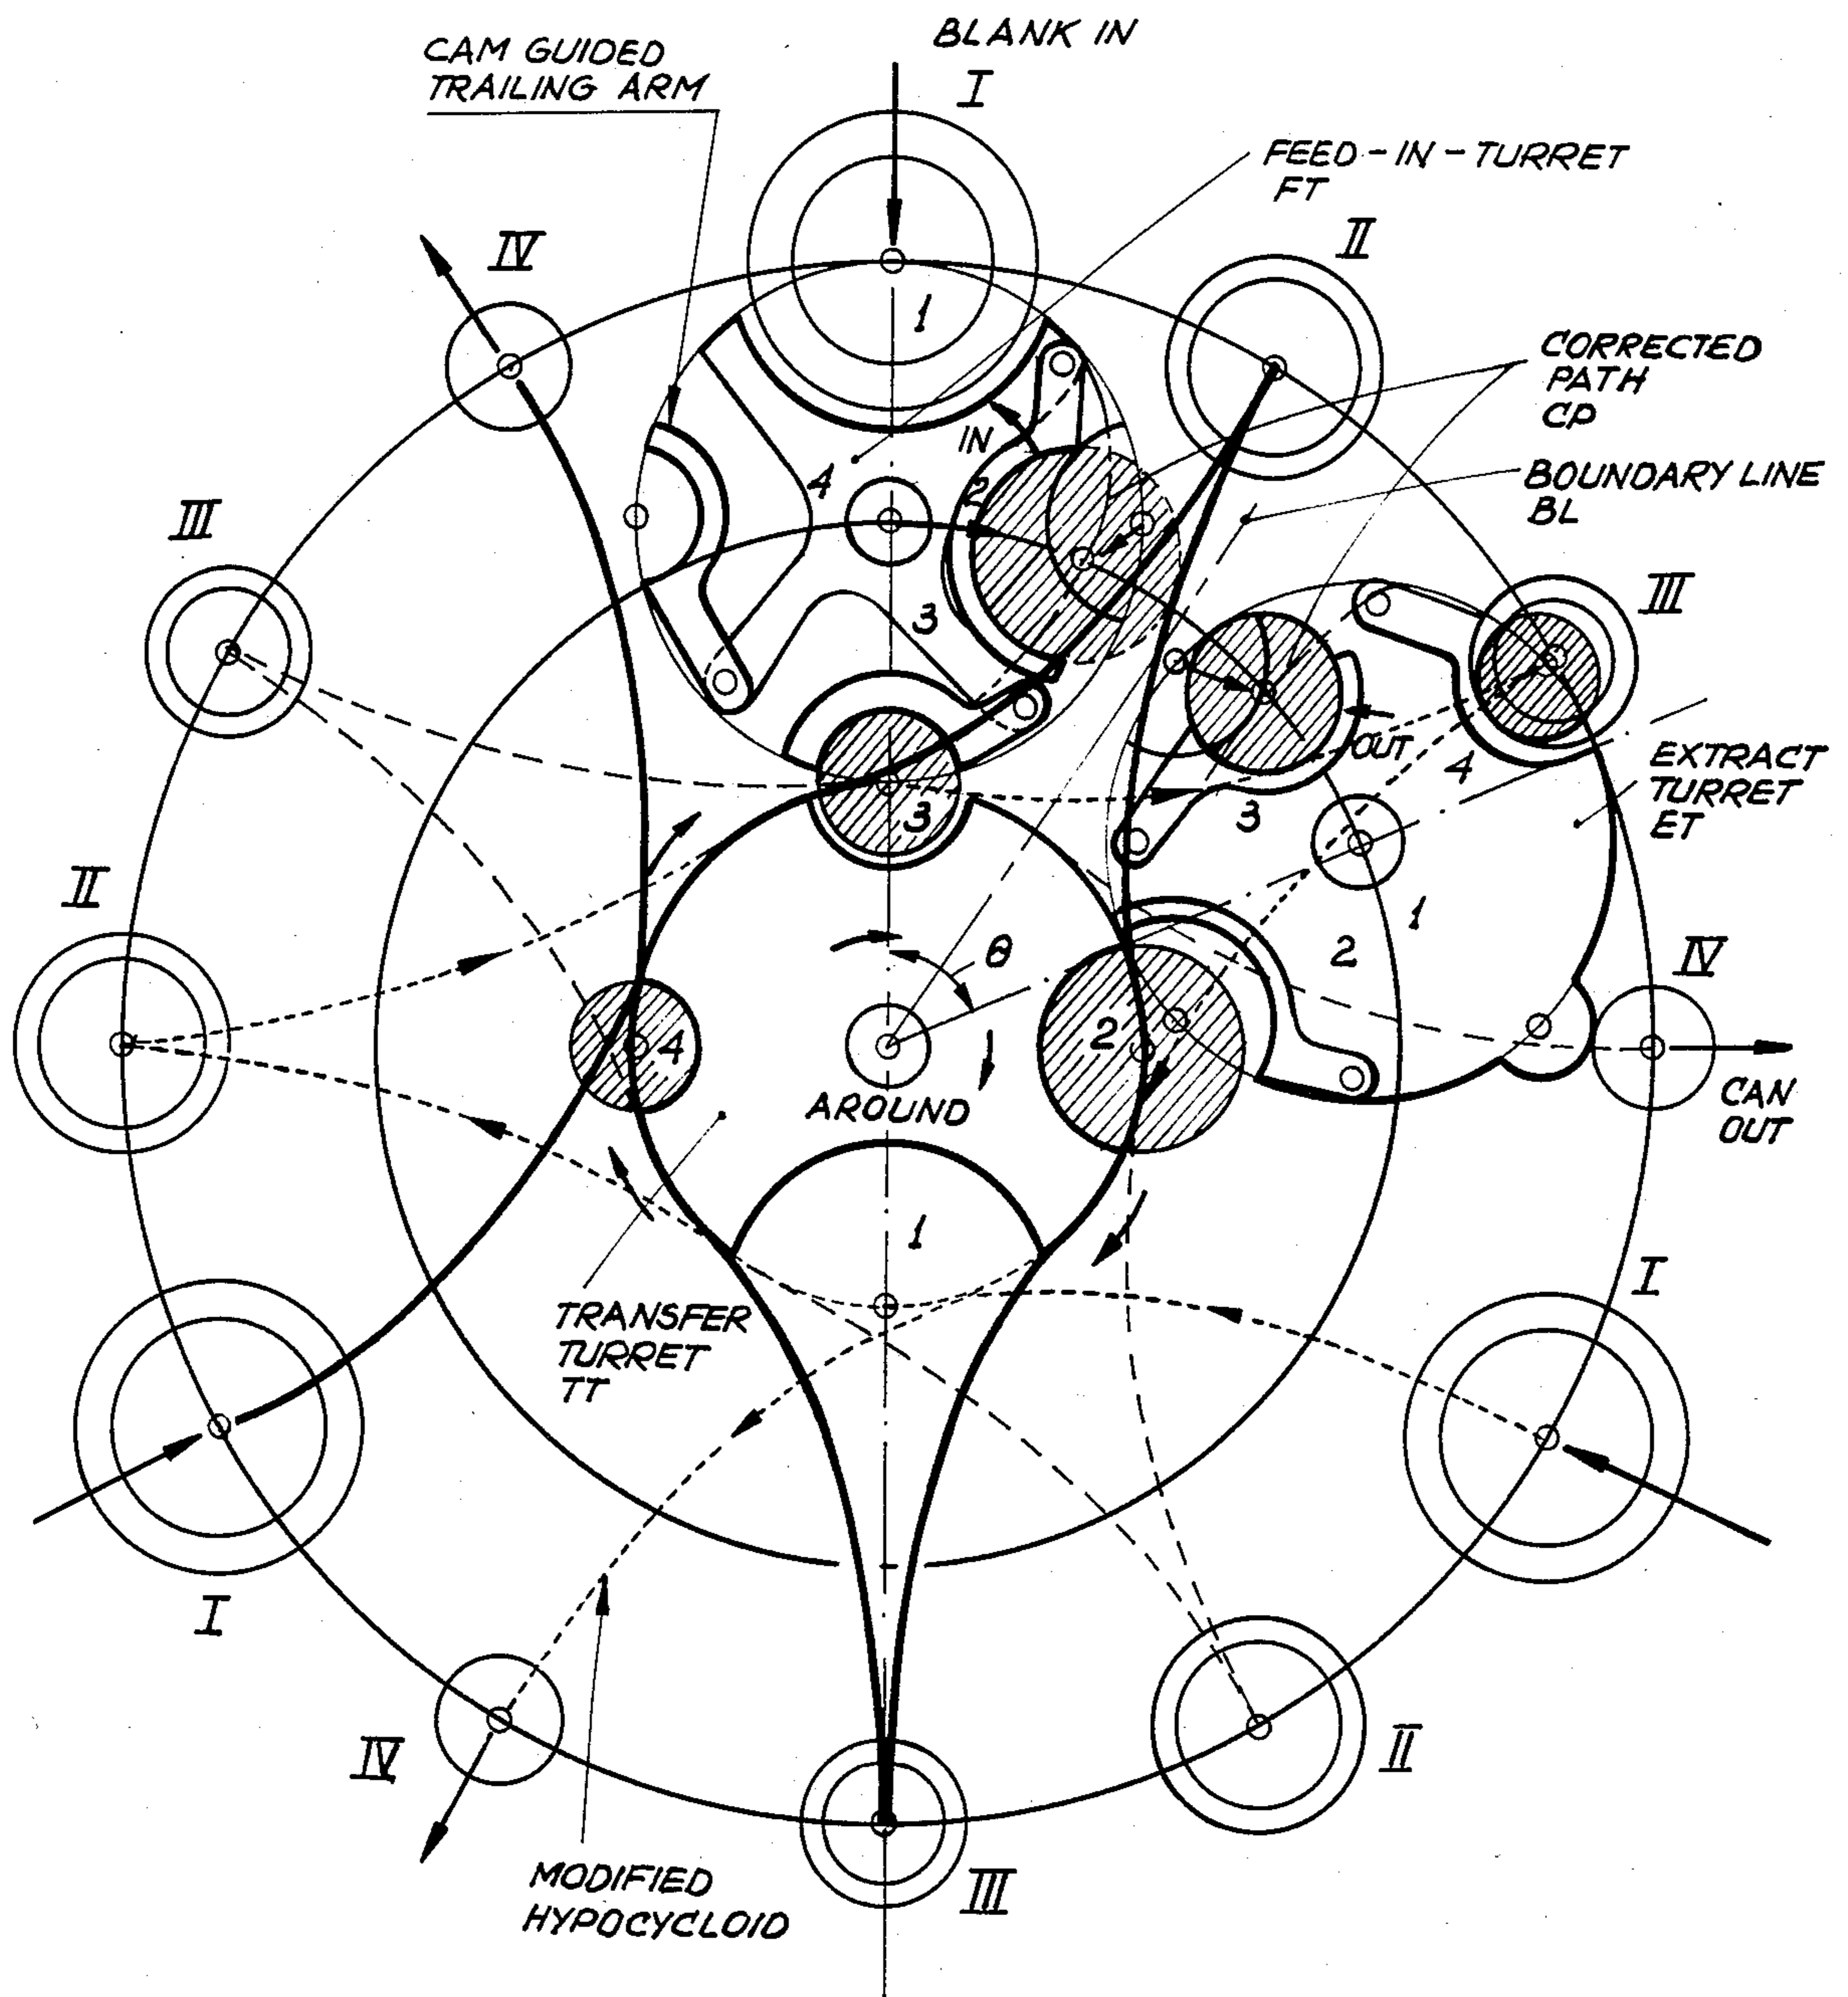 BLANK IN
I
CAM GUIDED
TRAILING ARM
FEED-IN-TURRET
FT
IV
II
1
CORRECTED
PATH
CP
IN
4
2
BOUNDARY LINE
BL
III
3
III
OUT
4
3
EXTRACT
TURRET
ET
3
II
1
θ
2
IV
2
4
CAN
OUT
AROUND
1
I
TRANSFER
TURRET
TT
I
IV
II
MODIFIED
HYPOCYCLOID
III